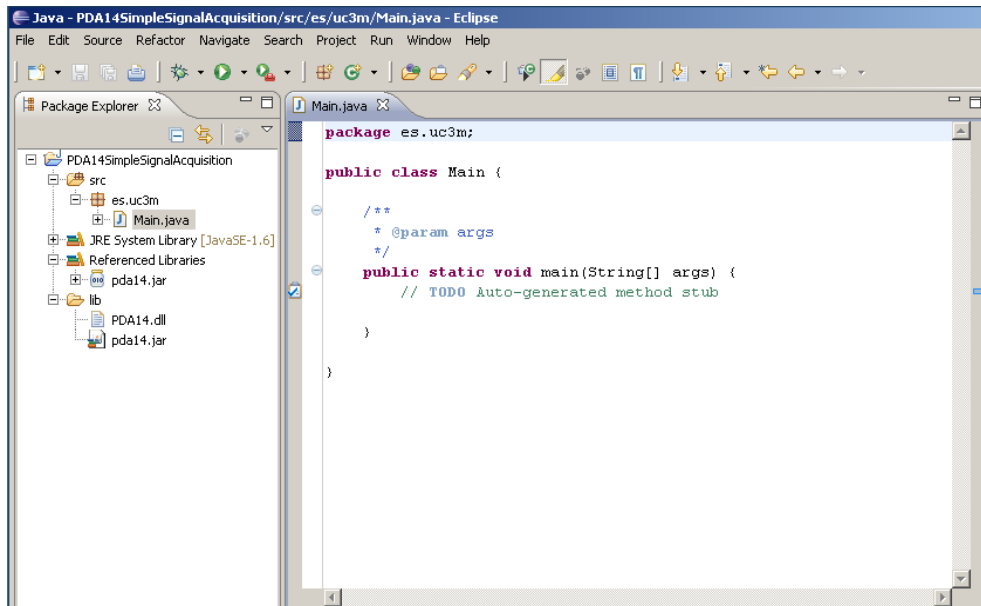 Java - PDA14SimpleSignalAcquisition/src/es/uc3m/Main.java - Eclipse
File Edit Source Refactor Navigate Search Project Run Window Help
Package Explorer
PDA14SimpleSignalAcquisition
src
es.uc3m
Main.java
JRE System Library [JavaSE-1.6]
Referenced Libraries
pda14.jar
lib
PDA14.dll
pda14.jar
Main.java
package es.uc3m;
public class Main {
/**
* @param args
*/
public static void main(String[] args) {
// TODO Auto-generated method stub
}
}